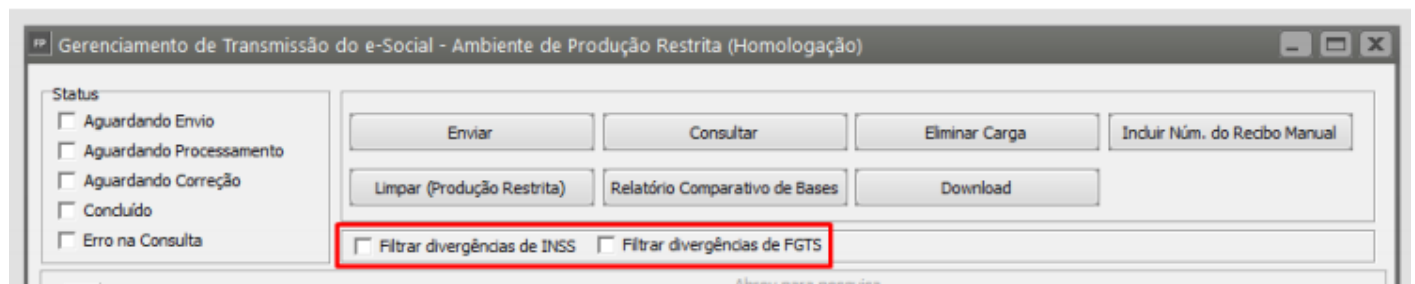 FP Gerenciamento de Transmissão do e-Social - Ambiente de Produção Restrita (Homologação)
Status
Aguardando Envio
Aguardando Processamento
Aguardando Correção
Concluído
Erro na Consulta
Enviar Consultar Eliminar Carga Incluir Núm. do Recibo Manual
Limpar (Produção Restrita) Relatório Comparativo de Bases Download
Filtrar divergências de INSS Filtrar divergências de FGTS